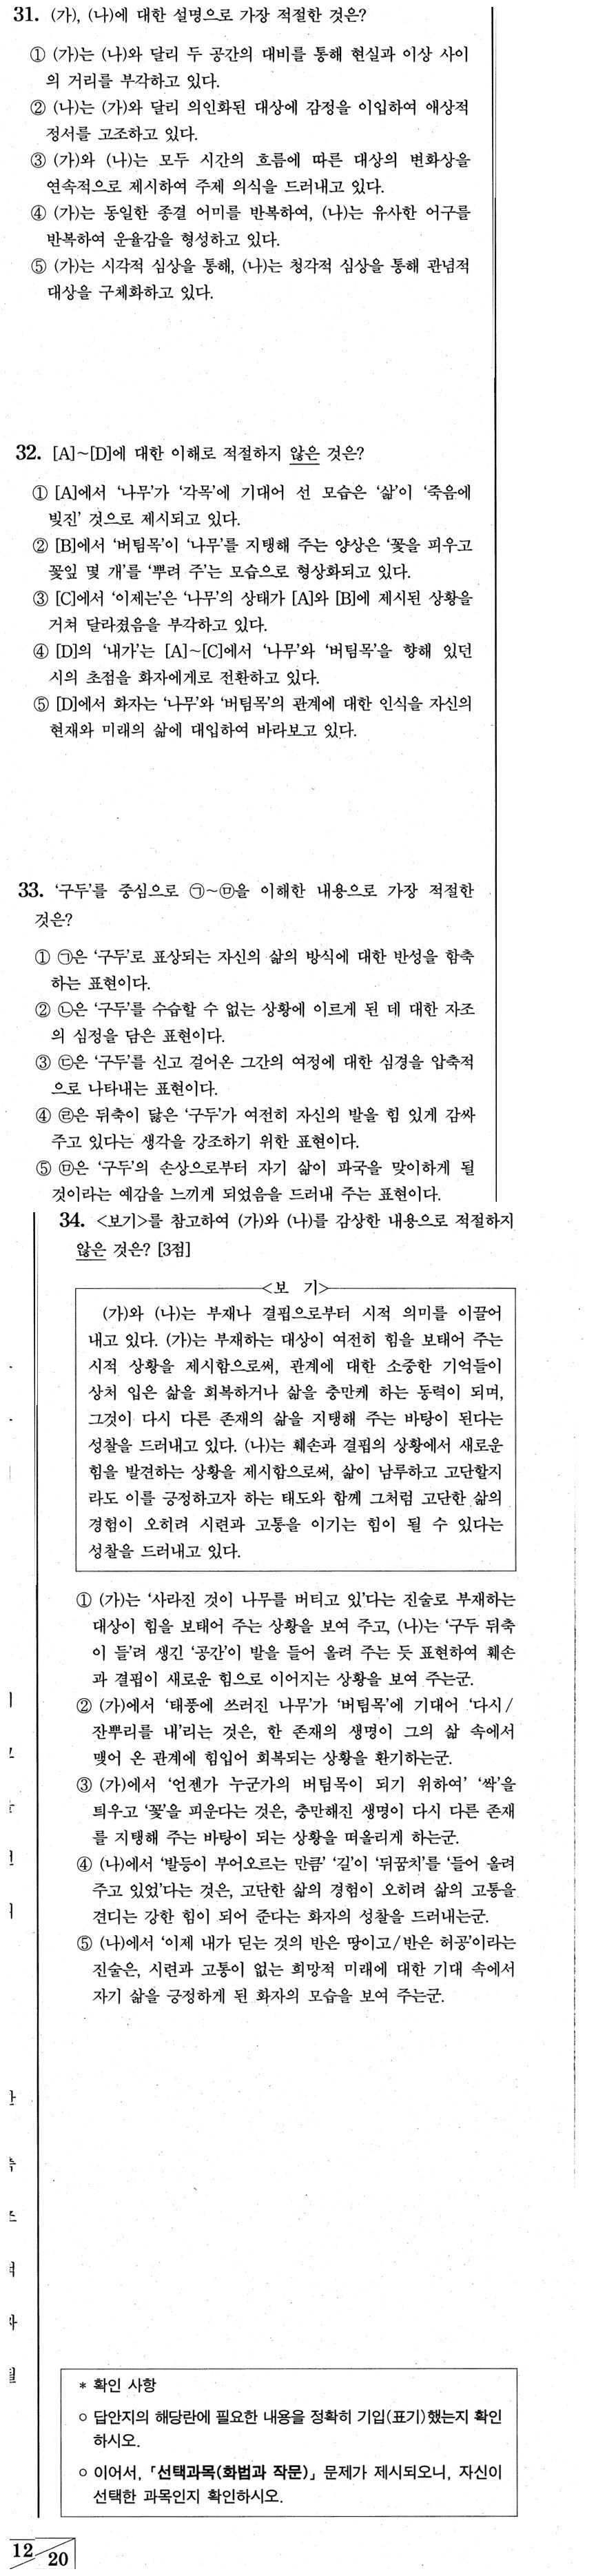 31. (가), (나)에 대한 설명으로 가장 적절한 것은?
① (가)는 (나)와 달리 두 공간의 대비를 통해 현실과 이상 사이
의 거리를 부각하고 있다.
② (나)는 (가)와 달리 의인화된 대상에 감정을 이입하여 애상적
정서를 고조하고 있다.
③ (가)와 (나)는 모두 시간의 흐름에 따른 대상의 변화상을
연속적으로 제시하여 주제 의식을 드러내고 있다.
④ (가)는 동일한 종결 어미를 반복하여, (나)는 유사한 어구를
반복하여 운율감을 형성하고 있다.
⑤ (가)는 시각적 심상을 통해, (나)는 청각적 심상을 통해 관념적
대상을 구체화하고 있다.
32. [A]~[D]에 대한 이해로 적절하지 않은 것은?
① [A]에서 ‘나무’가 ‘각목’에 기대어 선 모습은 ‘삶’이 ‘죽음에
빚진’ 것으로 제시되고 있다.
② [B]에서 ‘버팀목’이 ‘나무’를 지탱해 주는 양상은 ‘꽃을 피우고
꽃잎 몇 개’를 ‘뿌려 주’는 모습으로 형상화되고 있다.
③ [C]에서 ‘이제는’은 ‘나무’의 상태가 [A]와 [B]에 제시된 상황을
거쳐 달라졌음을 부각하고 있다.
④ [D]의 ‘내가’는 [A]~[C]에서 ‘나무’와 ‘버팀목’을 향해 있던
시의 초점을 화자에게로 전환하고 있다.
⑤ [D]에서 화자는 ‘나무’와 ‘버팀목’의 관계에 대한 인식을 자신의
현재와 미래의 삶에 대입하여 바라보고 있다.
33. ‘구두’를 중심으로 ㉠~㉤을 이해한 내용으로 가장 적절한
것은?
① ㉠은 ‘구두’로 표상되는 자신의 삶의 방식에 대한 반성을 함축
하는 표현이다.
② ㉡은 ‘구두’를 수습할 수 없는 상황에 이르게 된 데 대한 자조
의 심정을 담은 표현이다.
③ ㉢은 ‘구두’를 신고 걸어온 그간의 여정에 대한 심경을 압축적
으로 나타내는 표현이다.
④ ㉣은 뒤축이 닳은 ‘구두’가 여전히 자신의 발을 힘 있게 감싸
주고 있다는 생각을 강조하기 위한 표현이다.
⑤ ㉤은 ‘구두’의 손상으로부터 자기 삶이 파국을 맞이하게 될
것이라는 예감을 느끼게 되었음을 드러내 주는 표현이다.
34. <보기>를 참고하여 (가)와 (나)를 감상한 내용으로 적절하지
않은 것은? [3점]
<보 기>
(가)와 (나)는 부재나 결핍으로부터 시적 의미를 이끌어
내고 있다. (가)는 부재하는 대상이 여전히 힘을 보태어 주는
시적 상황을 제시함으로써, 관계에 대한 소중한 기억들이
상처 입은 삶을 회복하거나 삶을 충만케 하는 동력이 되며,
그것이 다시 다른 존재의 삶을 지탱해 주는 바탕이 된다는
성찰을 드러내고 있다. (나)는 훼손과 결핍의 상황에서 새로운
힘을 발견하는 상황을 제시함으로써, 삶이 남루하고 고단할지
라도 이를 긍정하고자 하는 태도와 함께 그처럼 고단한 삶의
경험이 오히려 시련과 고통을 이기는 힘이 될 수 있다는
성찰을 드러내고 있다.
① (가)는 ‘사라진 것이 나무를 버티고 있’다는 진술로 부재하는
대상이 힘을 보태어 주는 상황을 보여 주고, (나)는 ‘구두 뒤축
이 들’려 생긴 ‘공간’이 발을 들어 올려 주는 듯 표현하여 훼손
과 결핍이 새로운 힘으로 이어지는 상황을 보여 주는군.
② (가)에서 ‘태풍에 쓰러진 나무’가 ‘버팀목’에 기대어 ‘다시/
잔뿌리를 내’리는 것은, 한 존재의 생명이 그의 삶 속에서
맺어 온 관계에 힘입어 회복되는 상황을 환기하는군.
③ (가)에서 ‘언젠가 누군가의 버팀목이 되기 위하여’ ‘싹’을
틔우고 ‘꽃’을 피운다는 것은, 충만해진 생명이 다시 다른 존재
를 지탱해 주는 바탕이 되는 상황을 떠올리게 하는군.
④ (나)에서 ‘발등이 부어오르는 만큼’ ‘길’이 ‘뒤꿈치’를 ‘들어 올려
주고 있었’다는 것은, 고단한 삶의 경험이 오히려 삶의 고통을
견디는 강한 힘이 되어 준다는 화자의 성찰을 드러내는군.
⑤ (나)에서 ‘이제 내가 딛는 것의 반은 땅이고/반은 허공’이라는
진술은, 시련과 고통이 없는 희망적 미래에 대한 기대 속에서
자기 삶을 긍정하게 된 화자의 모습을 보여 주는군.
* 확인 사항
○ 답안지의 해당란에 필요한 내용을 정확히 기입(표기)했는지 확인
하시오.
○ 이어서, 「선택과목(화법과 작문)」 문제가 제시되오니, 자신이
선택한 과목인지 확인하시오.
12
20